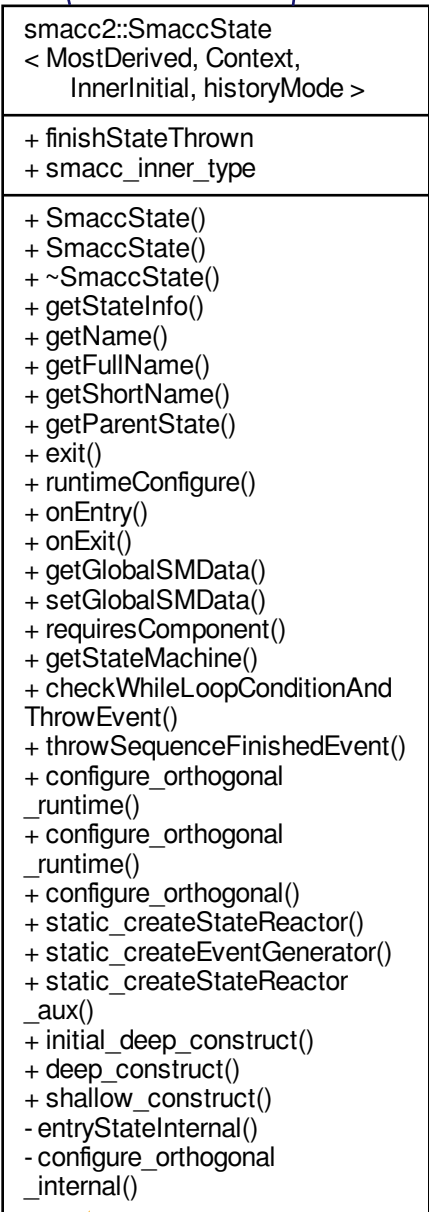 smacc2::SmaccState
< MostDerived, Context,
InnerInitial, historyMode >
+ finishStateThrown
+ smacc_inner_type
+ SmaccState()
+ SmaccState()
+ ~SmaccState()
+ getStateInfo()
+ getName()
+ getFullName()
+ getShortName()
+ getParentState()
+ exit()
+ runtimeConfigure()
+ onEntry()
+ onExit()
+ getGlobalSMData()
+ setGlobalSMData()
+ requiresComponent()
+ getStateMachine()
+ checkWhileLoopConditionAnd
ThrowEvent()
+ throwSequenceFinishedEvent()
+ configure_orthogonal
_runtime()
+ configure_orthogonal
_runtime()
+ configure_orthogonal()
+ static_createStateReactor()
+ static_createEventGenerator()
+ static_createStateReactor
_aux()
+ initial_deep_construct()
+ deep_construct()
+ shallow_construct()
- entryStateInternal()
- configure_orthogonal
_internal()